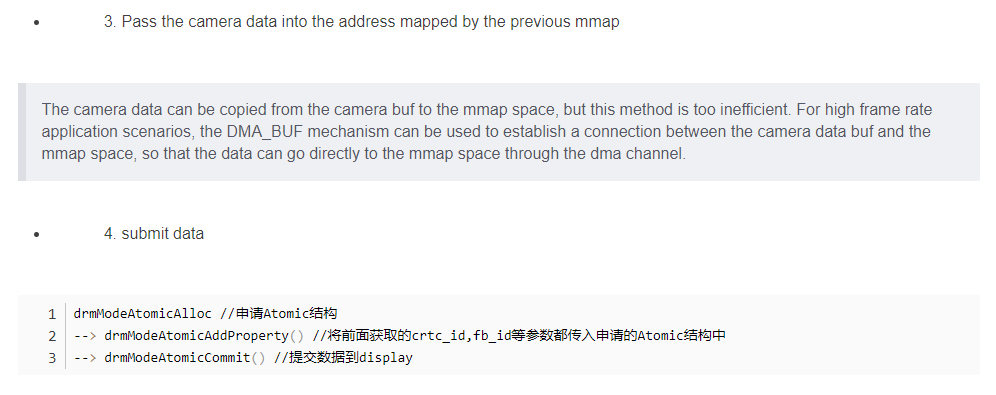 3. Pass the camera data into the address mapped by the previous mmap
The camera data can be copied from the camera buf to the mmap space, but this method is too inefficient. For high frame rate
application scenarios, the DMA_BUF mechanism can be used to establish a connection between the camera data buf and the
mmap space, so that the data can go directly to the mmap space through the dma channel.
4. submit data
1 drmModeAtomicAlloc //申请Atomic结构
2 --> drmModeAtomicAddProperty() //将前面获取的crtc_id,fb_id等参数都传入申请的Atomic结构中
3 --> drmModeAtomicCommit() //提交数据到display